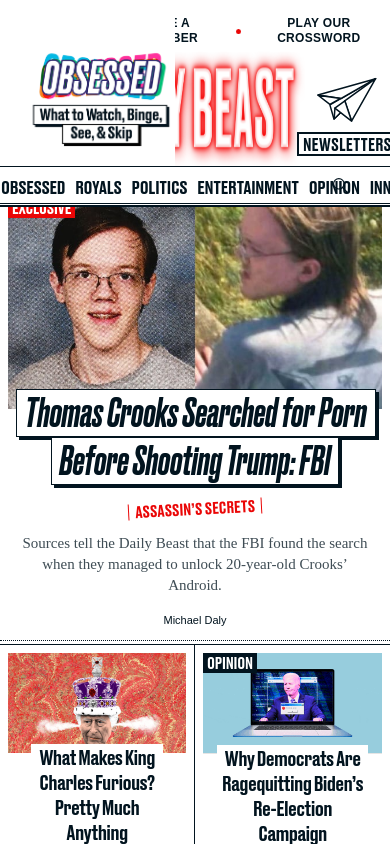 E A
BER
PLAY OUR
CROSSWORD
OBSESSED
What to Watch, Binge,
See, & Skip
Y BEAST
NEWSLETTERS
OBSESSED ROYALS POLITICS ENTERTAINMENT OPINION INN
EXCLUSIVE
Thomas Crooks Searched for Porn
Before Shooting Trump: FBI
ASSASSIN'S SECRETS
Sources tell the Daily Beast that the FBI found the search
when they managed to unlock 20-year-old Crooks’
Android.
Michael Daly
What Makes King
Charles Furious?
Pretty Much
Anything
OPINION
Why Democrats Are
Ragequitting Biden’s
Re-Election
Campaign